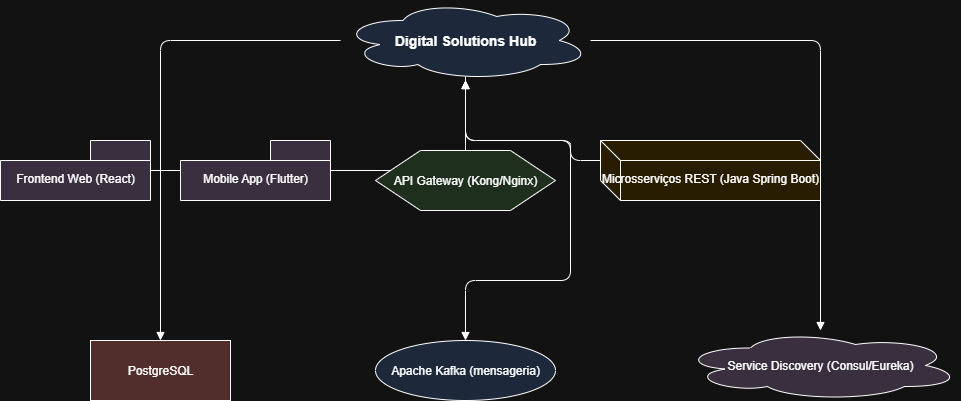 Digital Solutions Hub
Frontend Web (React)
Mobile App (Flutter)
API Gateway (Kong/Nginx)
Microsserviços REST (Java Spring Boot)
PostgreSQL
Apache Kafka (mensageria)
Service Discovery (Consul/Eureka)